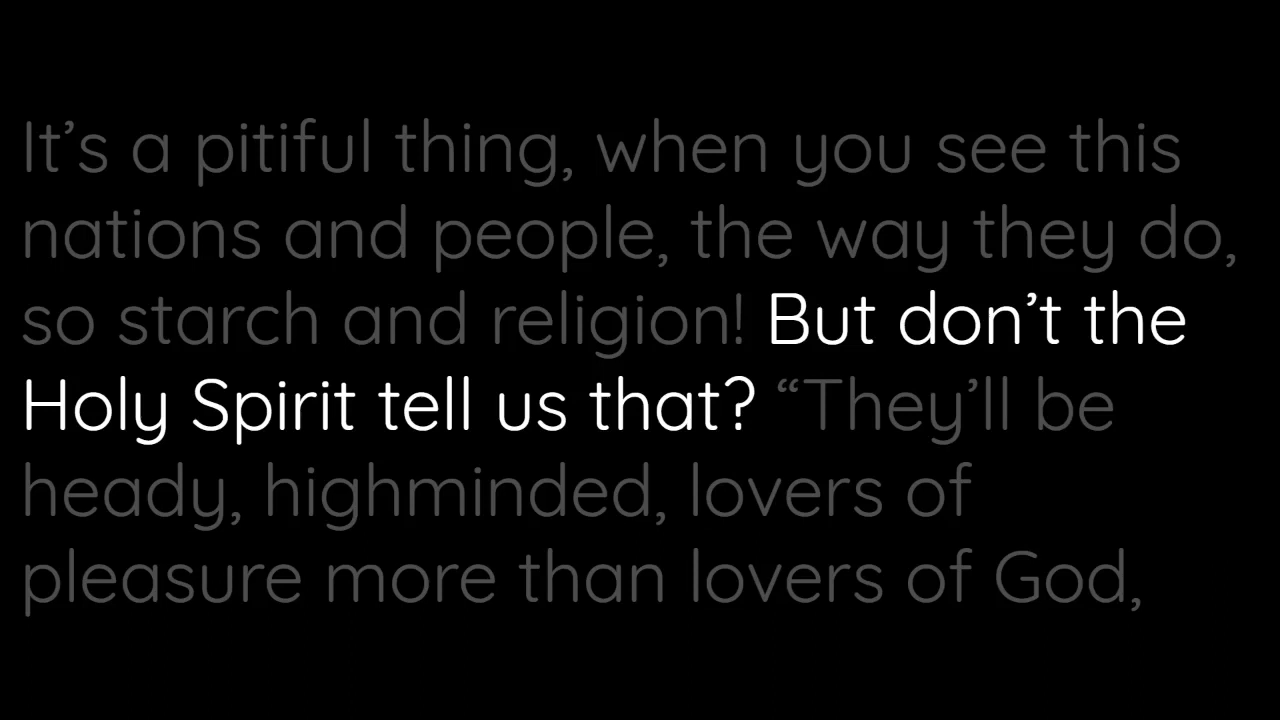 It’s a pitiful thing, when you see this
nations and people, the way they do,
so starch and religion! But don’t the
Holy Spirit tell us that? “They’ll be
heady, highminded, lovers of
pleasure more than lovers of God,